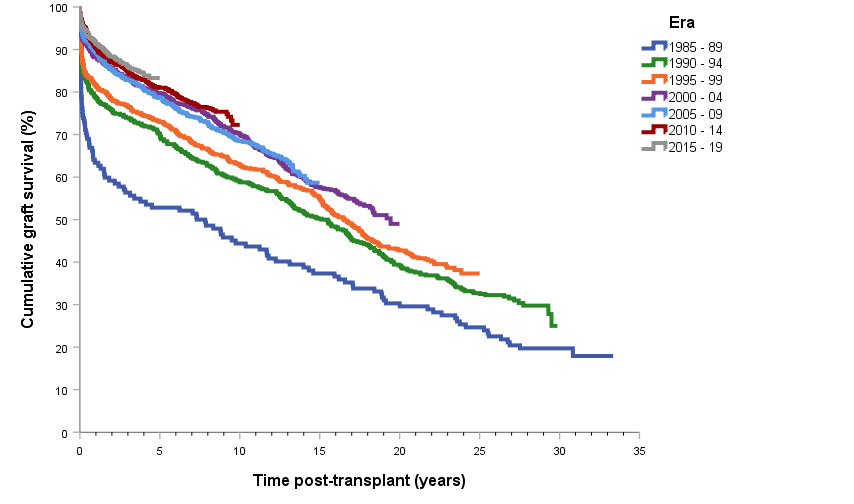 Era
1985 - 89
1990 - 94
1995 - 99
2000 - 04
2005 - 09
2010 - 14
2015 - 19
Cumulative graft survival (%)
100
90
80
70
60
50
40
30
20
10
0
0 5 10 15 20 25 30 35
Time post-transplant (years)